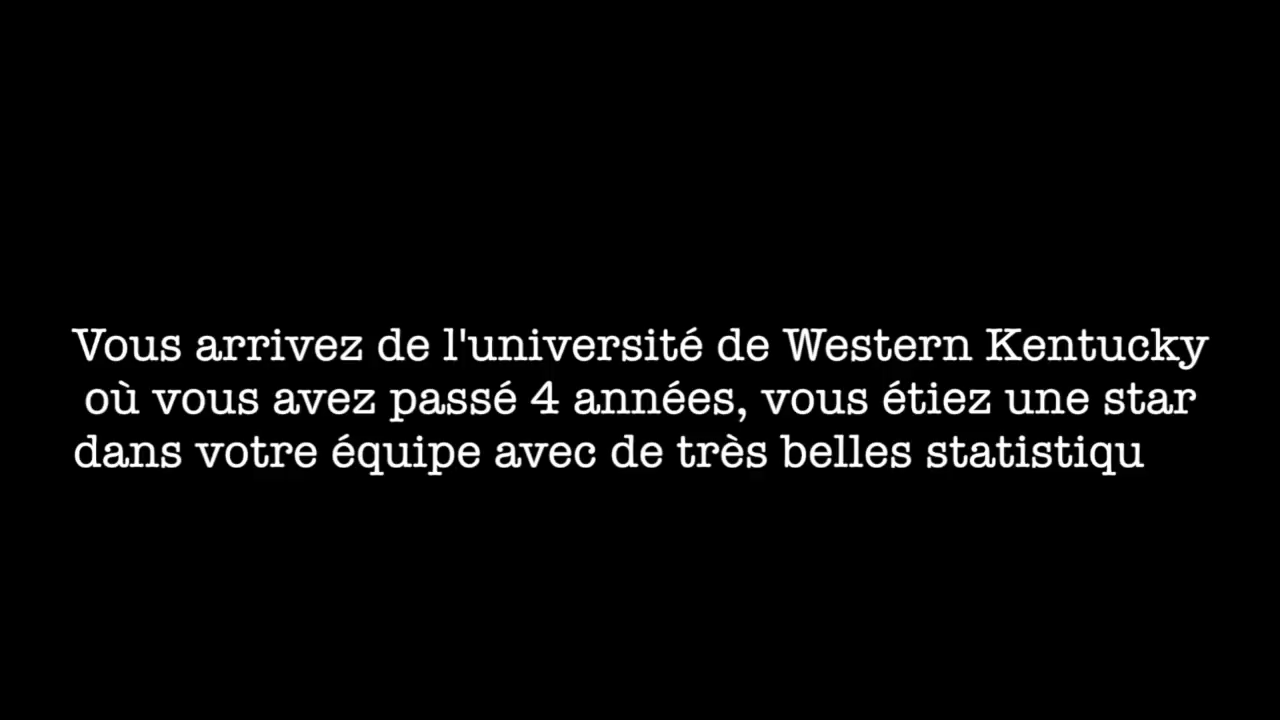 Vous arrivez de l'université de Western Kentucky
où vous avez passé 4 années, vous étiez une star
dans votre équipe avec de très belles statistiqu